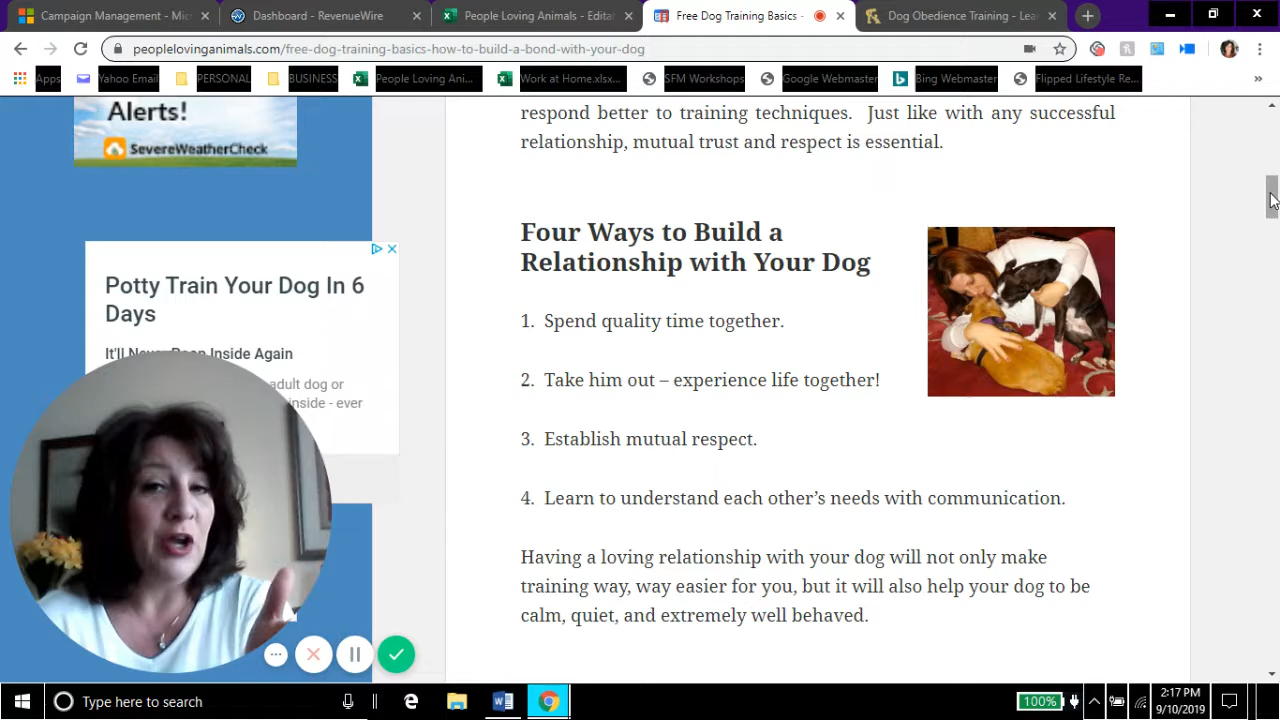 Campaign Management - Mic
Dashboard - RevenueWire
People Loving Animals - Edita
Free Dog Training Basics -
Dog Obedience Training - Lea
peoplelovinganimals.com/free-dog-training-basics-how-to-build-a-bond-with-your-dog
Apps
Yahoo Email
PERSONAL
BUSINESS
People Loving Ani...
Work at Home.xlsx...
SFM Workshops
Google Webmaster
Bing Webmaster
Flipped Lifestyle Re...
»
Alerts!
SevereWeatherCheck
Potty Train Your Dog In 6
Days
It'll Never Poop Inside Again
adult dog or
inside - ever
respond better to training techniques. Just like with any successful
relationship, mutual trust and respect is essential.
Four Ways to Build a
Relationship with Your Dog
1. Spend quality time together.
2. Take him out – experience life together!
3. Establish mutual respect.
4. Learn to understand each other's needs with communication.
Having a loving relationship with your dog will not only make
training way, way easier for you, but it will also help your dog to be
calm, quiet, and extremely well behaved.
Type here to search
100%
2:17 PM
9/10/2019